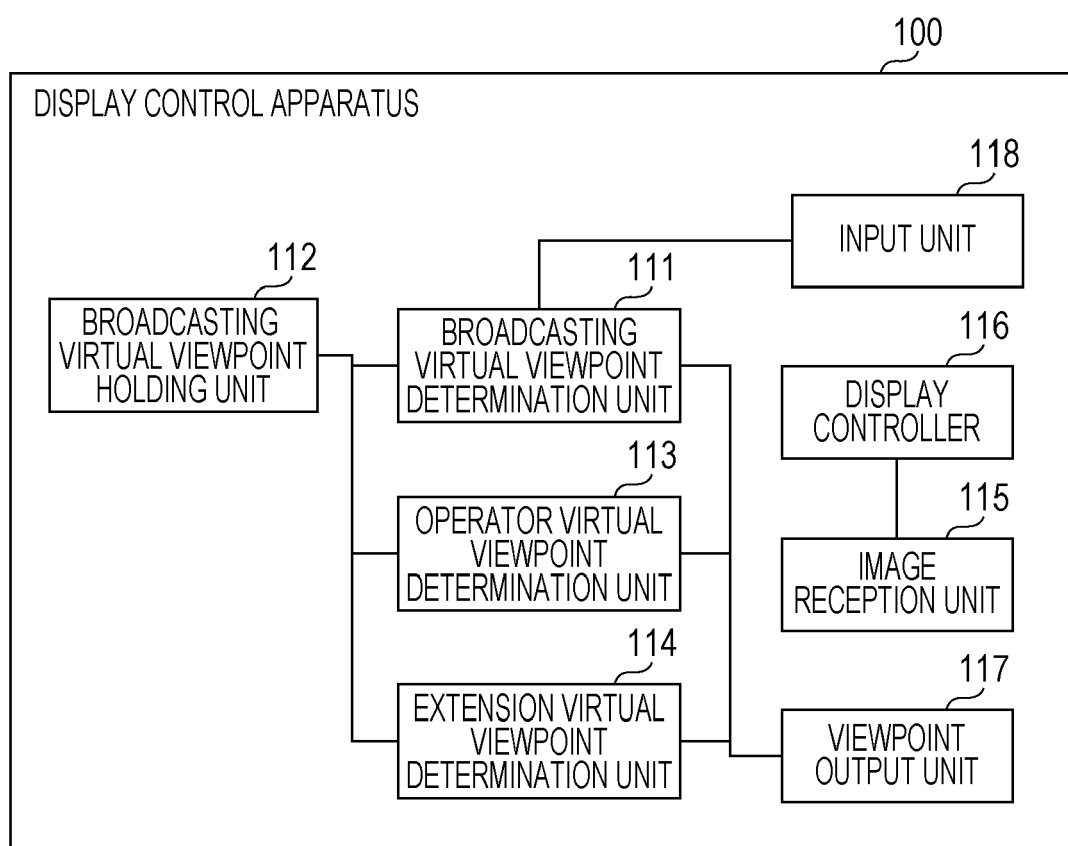 100
DISPLAY CONTROL APPARATUS
118
INPUT UNIT
112
BROADCASTING
VIRTUAL VIEWPOINT
HOLDING UNIT
111
BROADCASTING
VIRTUAL VIEWPOINT
DETERMINATION UNIT
116
DISPLAY
CONTROLLER
113
OPERATOR VIRTUAL
VIEWPOINT
DETERMINATION UNIT
115
IMAGE
RECEPTION UNIT
114
EXTENSION VIRTUAL
VIEWPOINT
DETERMINATION UNIT
117
VIEWPOINT
OUTPUT UNIT